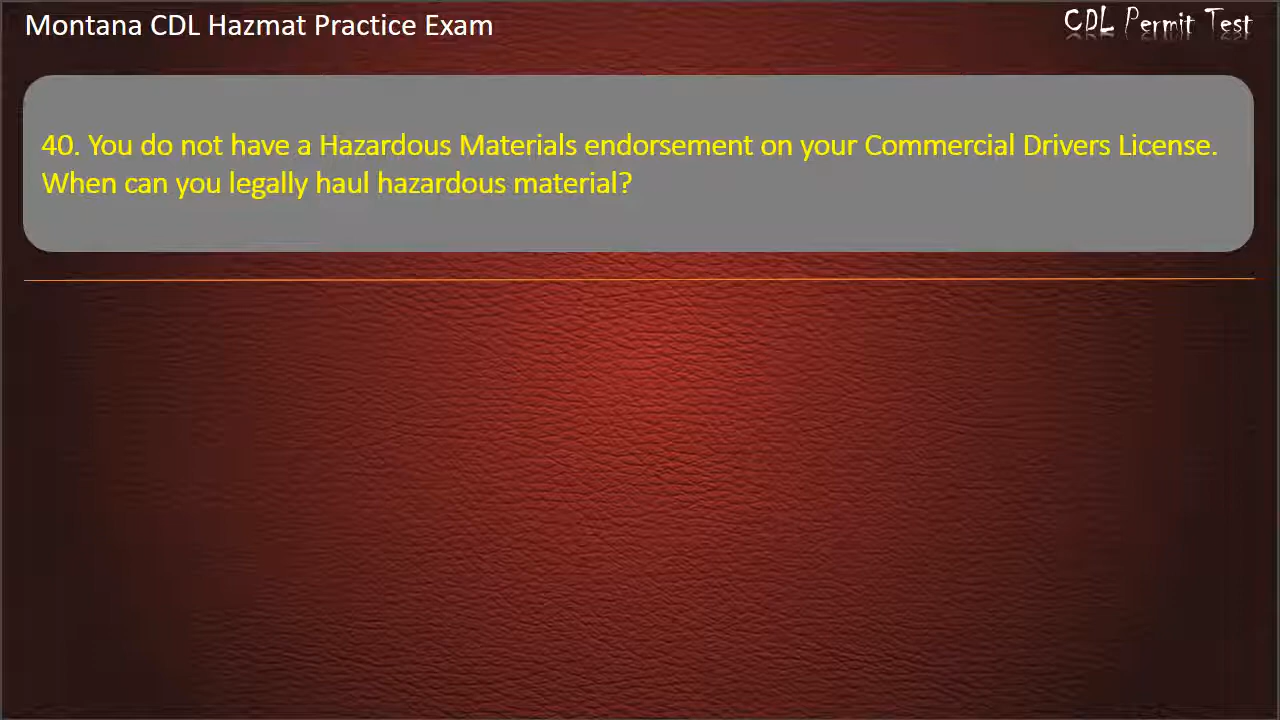 Montana CDL Hazmat Practice Exam
CDL Permit Test
40. You do not have a Hazardous Materials endorsement on your Commercial Drivers License.
When can you legally haul hazardous material?